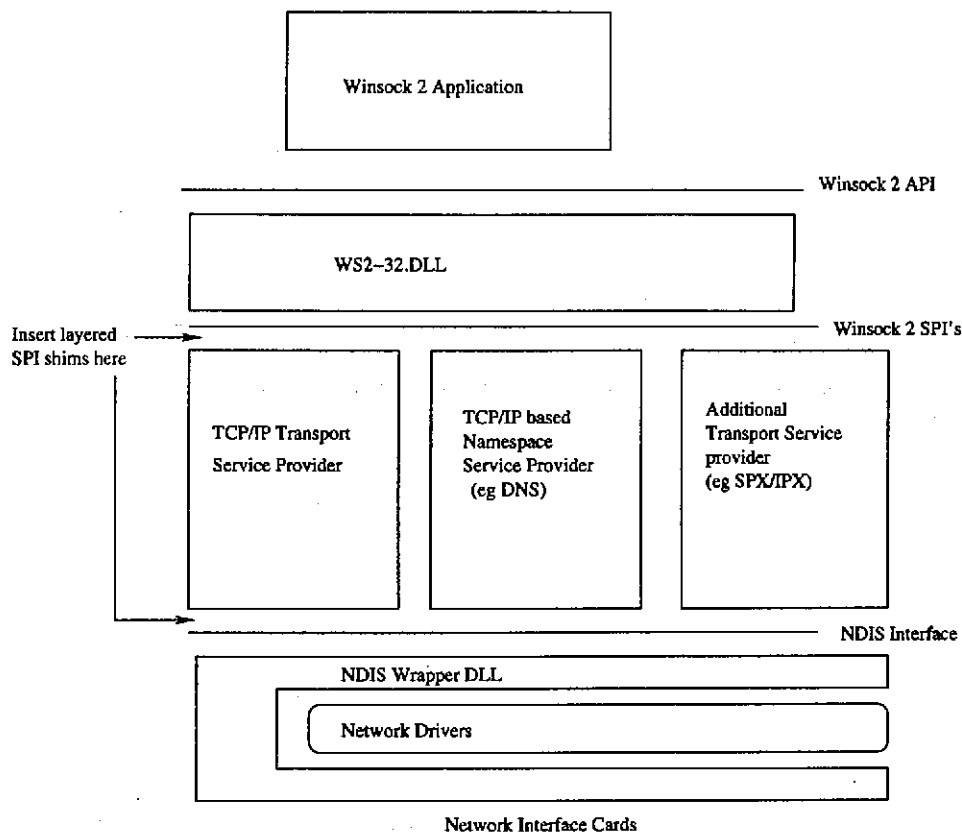 Winsock 2 Application
Winsock 2 API
WS2-32.DLL
Insert layered
SPI shims here
Winsock 2 SPI's
TCP/IP Transport
Service Provider
TCP/IP based
Namespace
Service Provider
(eg DNS)
Additional
Transport Service
provider
(eg SPX/IPX)
NDIS Interface
NDIS Wrapper DLL
Network Drivers
Network Interface Cards